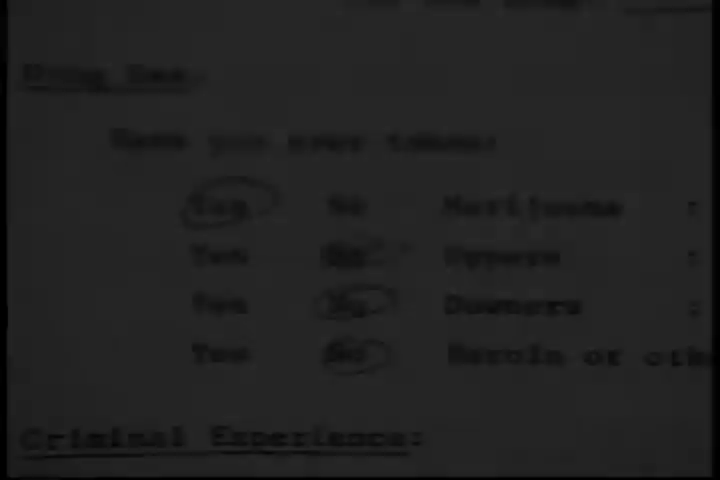 Drug Use:
Have you ever taken:
Yes No Marijuana :
Yes No Uppers :
Yes No Downers :
Yes No Heroin or oth
Criminal Experience: